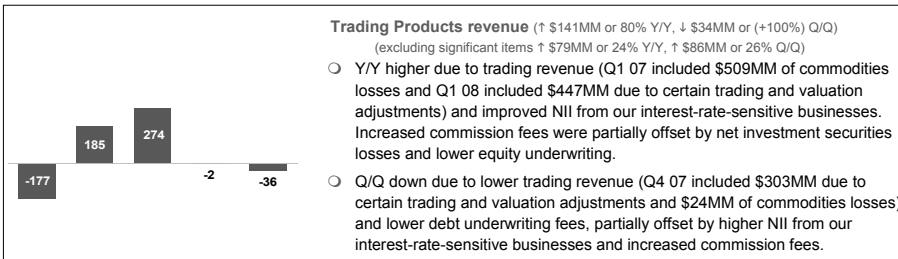 Trading Products revenue (↑ $141MM or 80% Y/Y, ↓ $34MM or (+100%) Q/Q)
(excluding significant items ↑ $79MM or 24% Y/Y, ↑ $86MM or 26% Q/Q)
❍ Y/Y higher due to trading revenue (Q1 07 included $509MM of commodities
losses and Q1 08 included $447MM due to certain trading and valuation
adjustments) and improved NII from our interest-rate-sensitive businesses.
Increased commission fees were partially offset by net investment securities
losses and lower equity underwriting.
❍ Q/Q down due to lower trading revenue (Q4 07 included $303MM due to
certain trading and valuation adjustments and $24MM of commodities losses)
and lower debt underwriting fees, partially offset by higher NII from our
interest-rate-sensitive businesses and increased commission fees.
-177
185
274
-2
-36